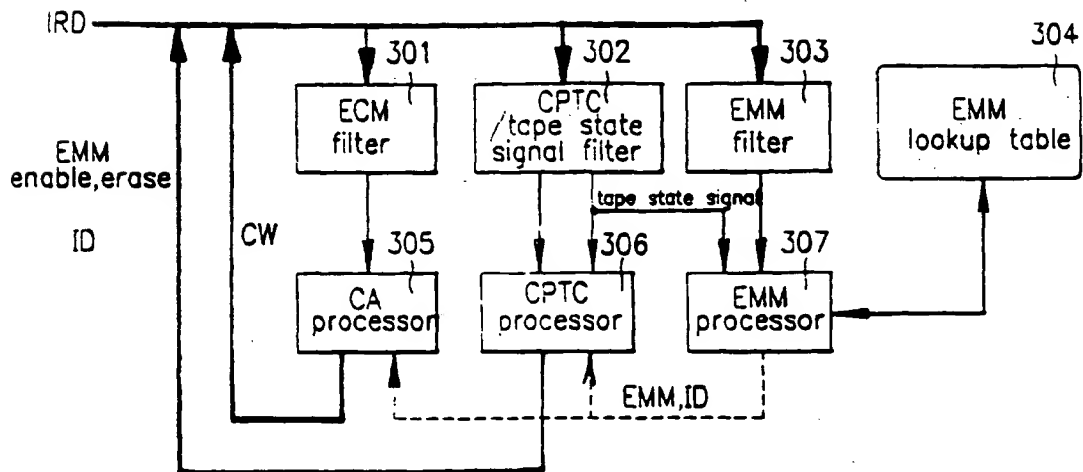 IRD
301
302
303
304
ECM
filter
CPTC
/tape state
signal filter
EMM
filter
EMM
lookup table
EMM
enable,erase
ID
CW
tape state signal
305
306
307
CA
processor
CPTC
processor
EMM
processor
EMM,ID